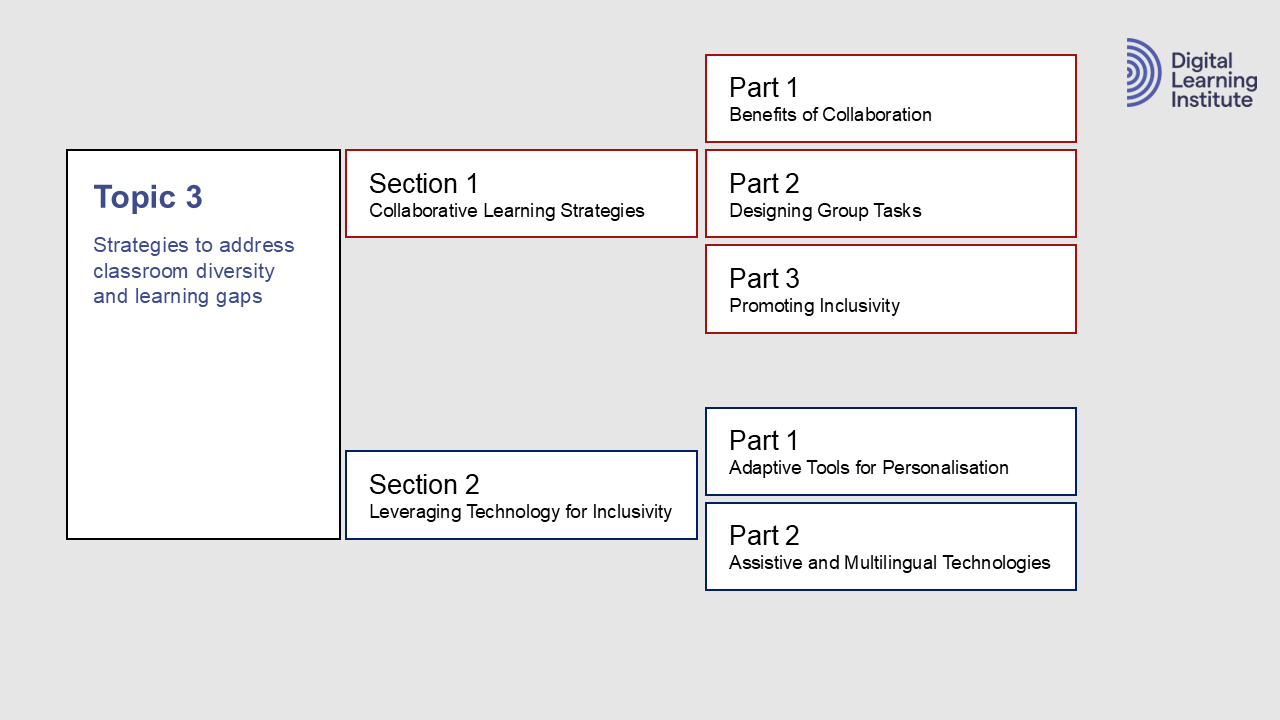 Digital
Learning
Institute
Topic 3
Strategies to address
classroom diversity
and learning gaps
Section 1
Collaborative Learning Strategies
Part 1
Benefits of Collaboration
Part 2
Designing Group Tasks
Part 3
Promoting Inclusivity
Section 2
Leveraging Technology for Inclusivity
Part 1
Adaptive Tools for Personalisation
Part 2
Assistive and Multilingual Technologies